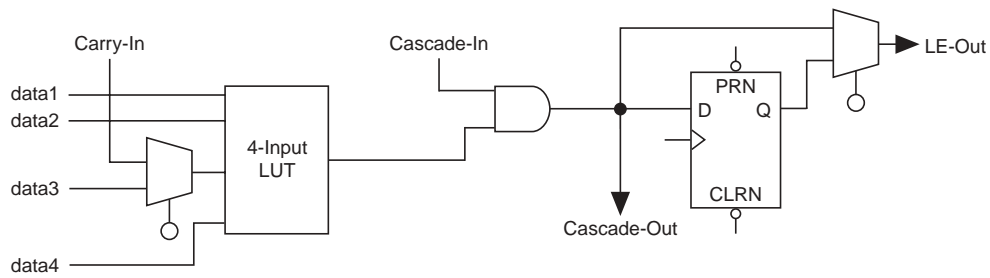 Carry-In
Cascade-In
LE-Out
data1
data2
PRN
D
Q
4-Input
LUT
data3
CLRN
Cascade-Out
data4